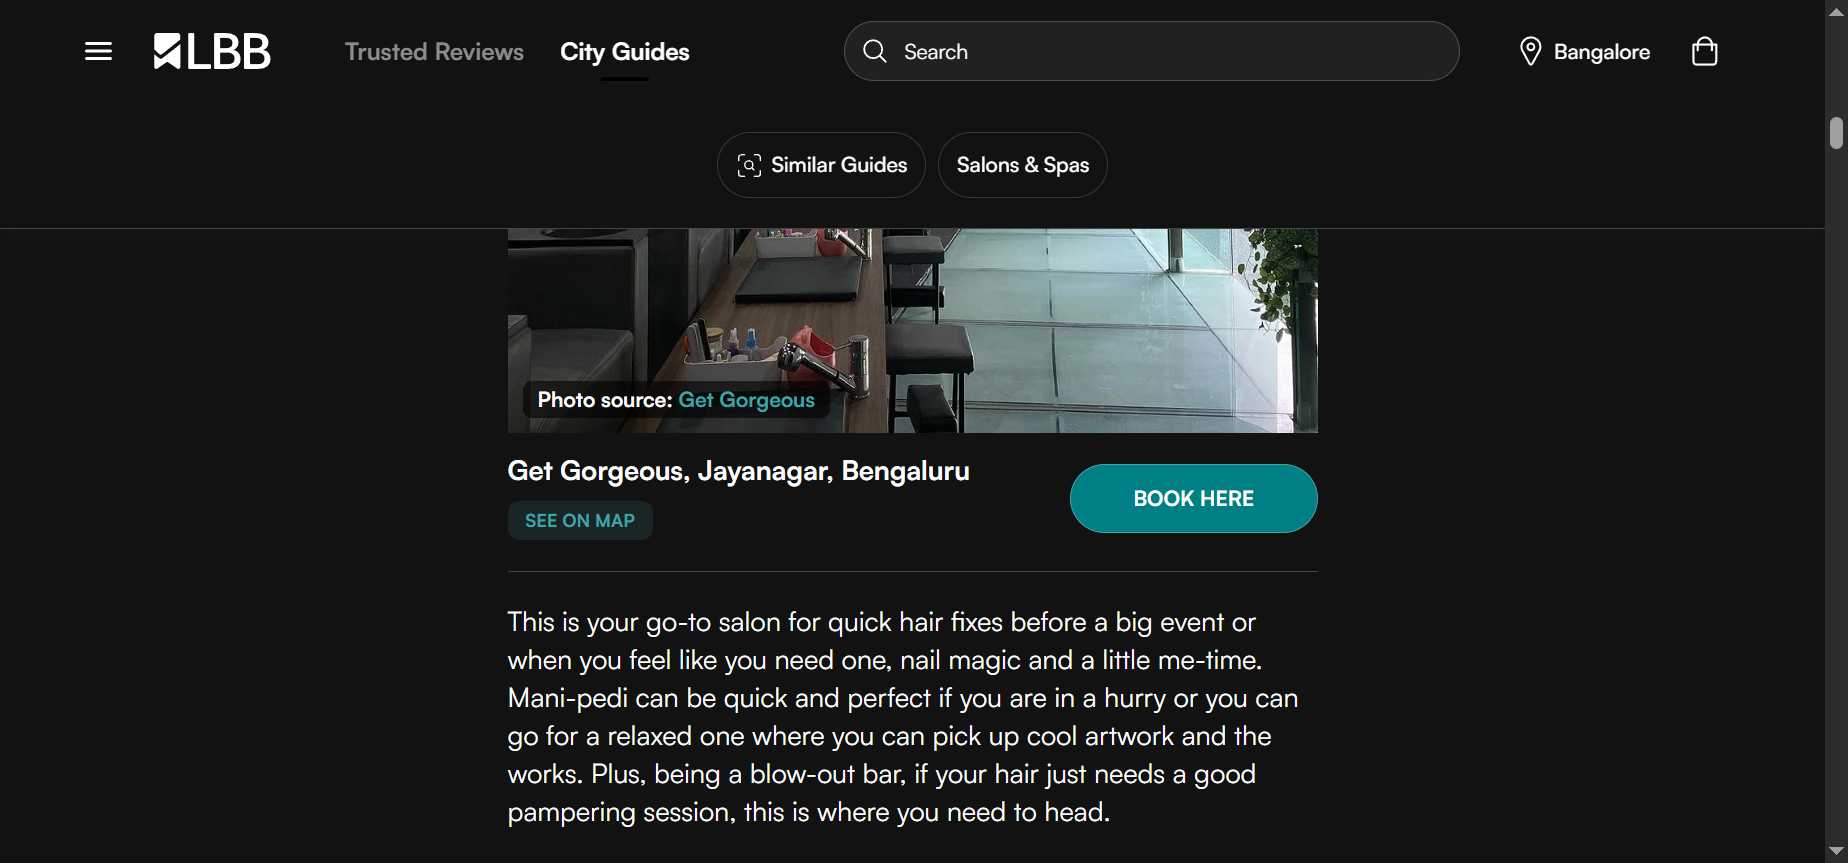 LBB
Trusted Reviews
City Guides
Search
Bangalore
Similar Guides
Salons & Spas
Photo source: Get Gorgeous
Get Gorgeous, Jayanagar, Bengaluru
SEE ON MAP
BOOK HERE
This is your go-to salon for quick hair fixes before a big event or
when you feel like you need one, nail magic and a little me-time.
Mani-pedi can be quick and perfect if you are in a hurry or you can
go for a relaxed one where you can pick up cool artwork and the
works. Plus, being a blow-out bar, if your hair just needs a good
pampering session, this is where you need to head.